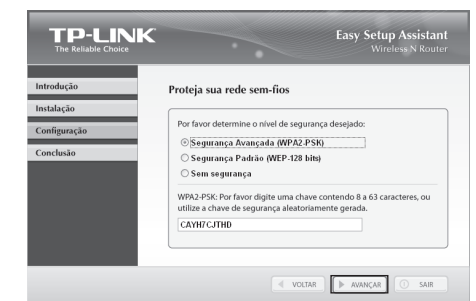 TP-LINK
The Reliable Choice
Easy Setup Assistant
Wireless N Router
Introdução
Instalação
Configuração
Conclusão
Proteja sua rede sem-fios
Por favor determine o nível de segurança desejado:
Segurança Avançada (WPA2-PSK)
Segurança Padrão (WEP-128 bits)
Sem segurança
WPA2-PSK: Por favor digite uma chave contendo 8 a 63 caracteres, ou
utilize a chave de segurança aleatoriamente gerada.
CAYH7CJTHD
VOLTAR
AVANÇAR
SAIR